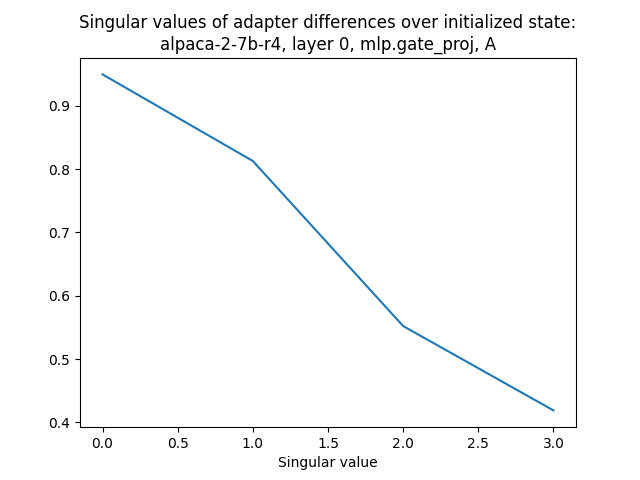 Singular values of adapter differences over initialized state:
alpaca-2-7b-r4, layer 0, mlp.gate_proj, A
0.9
0.8
0.7
0.6
0.5
0.4
0.0 0.5 1.0 1.5 2.0 2.5 3.0
Singular value